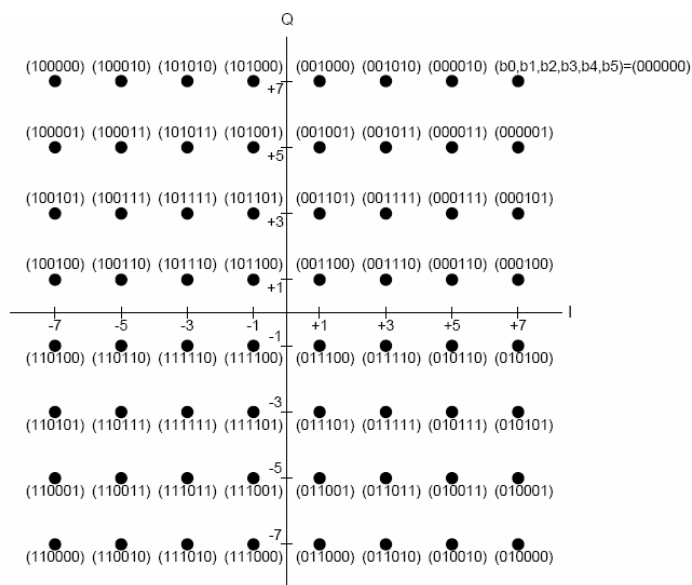 Q
(100000) (100010) (101010) (101000) (001000) (001010) (000010) (b0,b1,b2,b3,b4,b5)=(000000)
+7
(100001) (100011) (101011) (101001) (001001) (001011) (000011) (000001)
+5
(100101) (100111) (101111) (101101) (001101) (001111) (000111) (000101)
+3
(100100) (100110) (101110) (101100) (001100) (001110) (000110) (000100)
+1
I
-7 -5 -3 -1 +1 +3 +5 +7
-1
(110100) (110110) (111110) (111100) (011100) (011110) (010110) (010100)
-3
(110101) (110111) (111111) (111101) (011101) (011111) (010111) (010101)
-5
(110001) (110011) (111011) (111001) (011001) (011011) (010011) (010001)
-7
(110000) (110010) (111010) (111000) (011000) (011010) (010010) (010000)